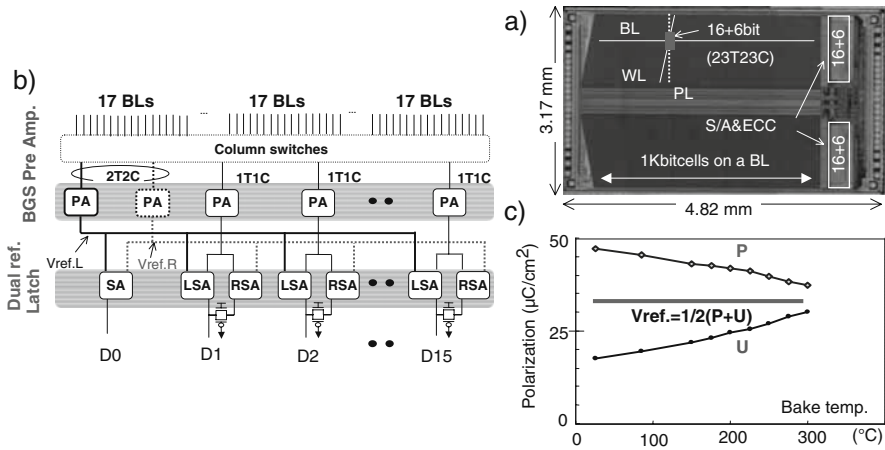 a)
BL
16+6bit
(23T23C)
WL
PL
S/A&ECC
16+6
16+6
1Kbitcells on a BL
3.17 mm
4.82 mm
b)
17 BLs
...
17 BLs
...
17 BLs
Column switches
BGS Pre Amp.
2T2C
1T1C
1T1C
1T1C
PA
PA
PA
PA
PA
Vref.L
Vref.R
Dual ref.
Latch
SA
LSA
RSA
LSA
RSA
LSA
RSA
D0
D1
D2
D15
c)
Polarization (μC/cm²)
50
25
0
P
Vref.=1/2(P+U)
U
Bake temp.
0
100
200
300
(°C)